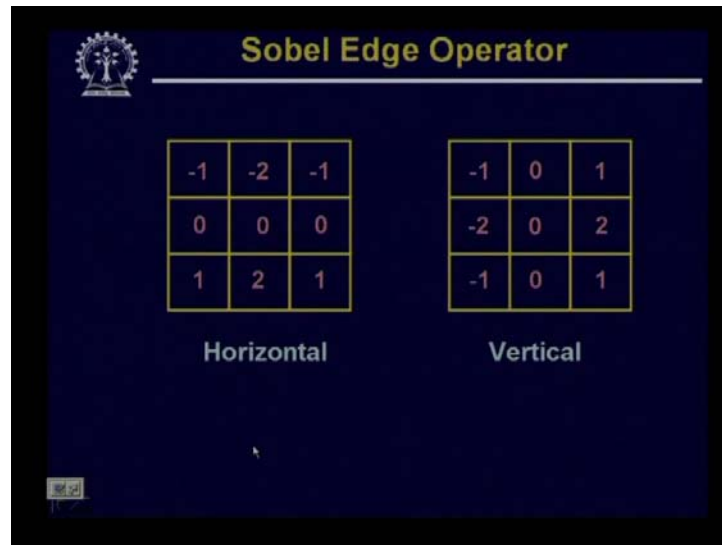 Sobel Edge Operator
-1 -2 -1
0 0 0
1 2 1
Horizontal
-1 0 1
-2 0 2
-1 0 1
Vertical